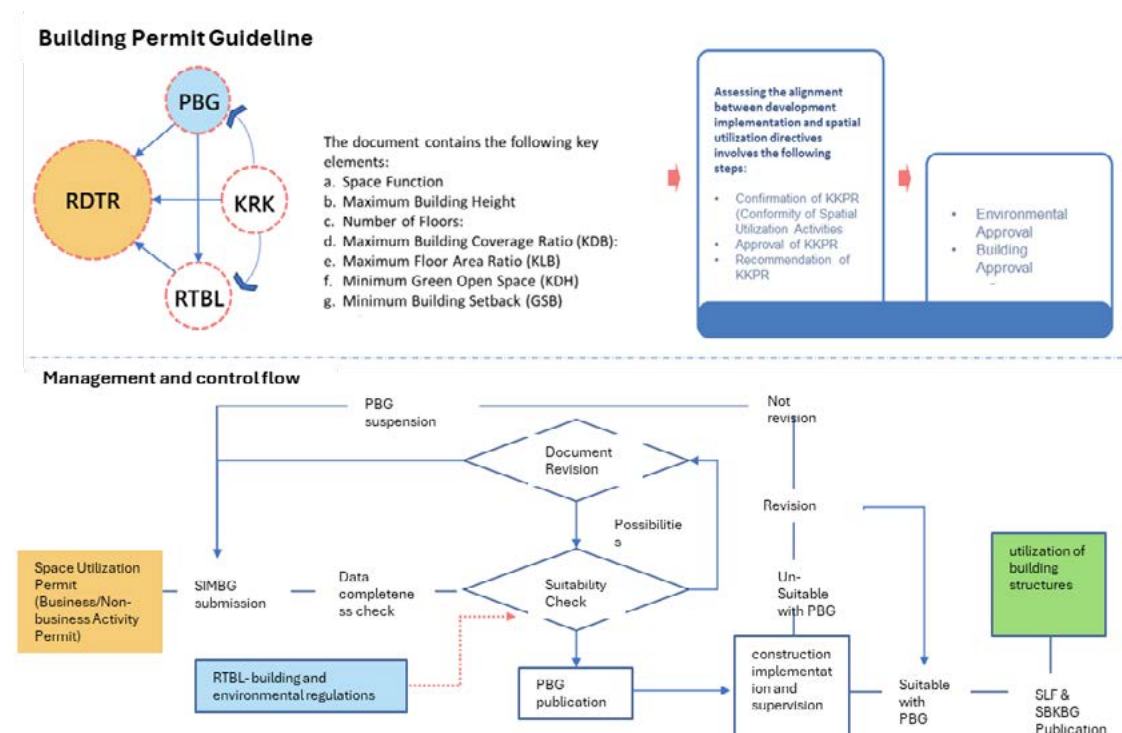 Building Permit Guideline
PBG
RDTR
KRK
RTBL
The document contains the following key
elements:
a. Space Function
b. Maximum Building Height
c. Number of Floors:
d. Maximum Building Coverage Ratio (KDB):
e. Maximum Floor Area Ratio (KLB)
f. Minimum Green Open Space (KDH)
g. Minimum Building Setback (GSB)
Assessing the alignment
between development
implementation and spatial
utilization directives
involves the following
steps:
• Confirmation of KKPR
(Conformity of Spatial
Utilization Activities
• Approval of KKPR
• Recommendation of
KKPR
• Environmental
Approval
• Building
Approval
Management and control flow
PBG
suspension
Not
revision
Document
Revision
Revision
Possibilitie
s
Space Utilization
Permit
(Business/Non-
business Activity
Permit)
SIMBG
submission
Data
completene
ss check
Suitability
Check
Un-
Suitable
with PBG
utilization of
building
structures
RTBL- building and
environmental regulations
PBG
publication
construction
implementat
ion and
supervision
Suitable
with
PBG
SLF &
SBKBG
Publication